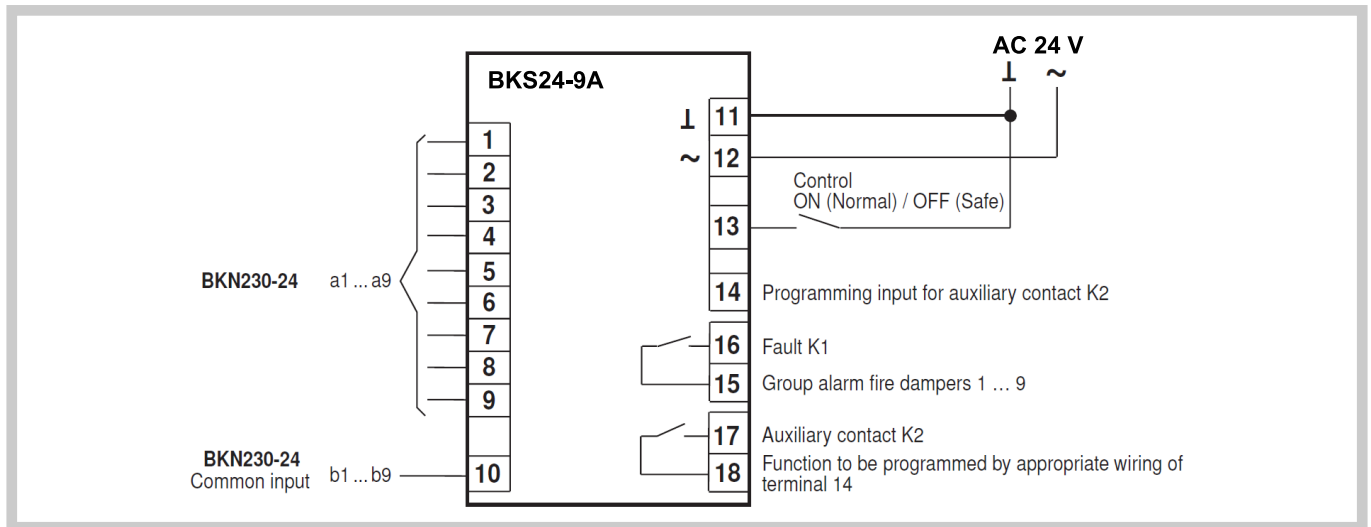 AC 24 V
⊥ ~
BKS24-9A
⊥ 11
~ 12
1
2
3
4
5
6
7
8
9
10
Control
ON (Normal) / OFF (Safe)
13
BKN230-24 a1 ... a9
14 Programming input for auxiliary contact K2
16 Fault K1
15 Group alarm fire dampers 1 … 9
17 Auxiliary contact K2
18 Function to be programmed by appropriate wiring of
terminal 14
BKN230-24
Common input b1 ... b9